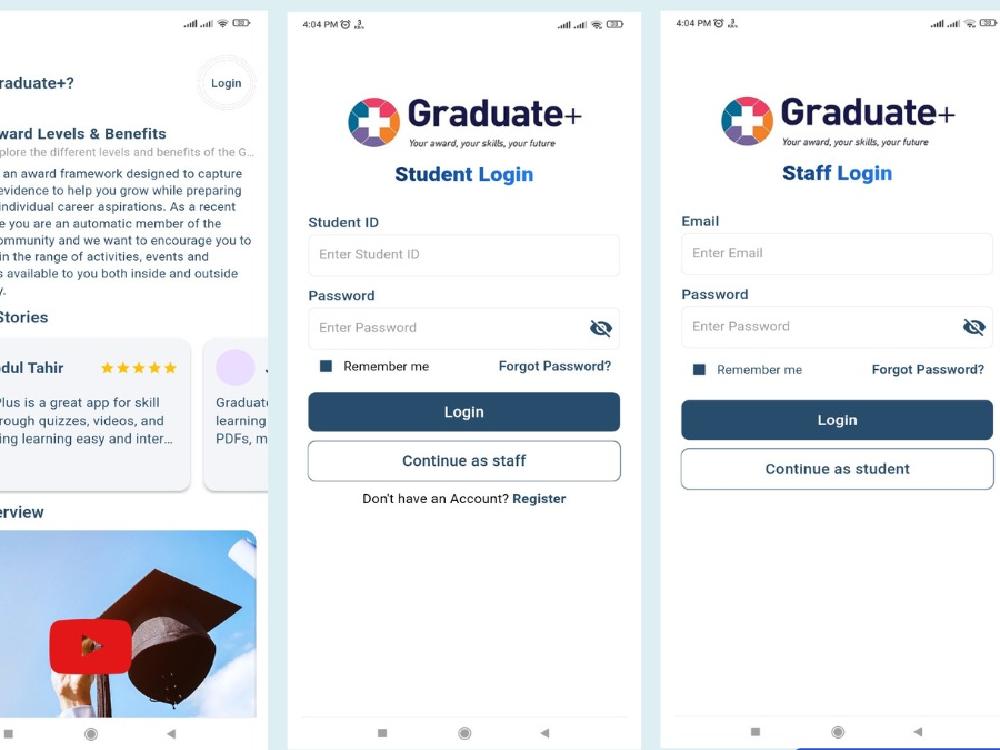 raduate+?
Login
ward Levels & Benefits
plore the different levels and benefits of the G...
an award framework designed to capture
evidence to help you grow while preparing
individual career aspirations. As a recent
e you are an automatic member of the
ommunity and we want to encourage you to
in the range of activities, events and
s available to you both inside and outside
y.
Stories
dul Tahir
Plus is a great app for skill
rough quizzes, videos, and
ing learning easy and inter...
J
Graduate
learning
PDFs, m
erview
4:04 PM
Graduate+
Your award, your skills, your future
Student Login
Student ID
Enter Student ID
Password
Enter Password
Remember me
Forgot Password?
Login
Continue as staff
Don't have an Account? Register
4:04 PM
Graduate+
Your award, your skills, your future
Staff Login
Email
Enter Email
Password
Enter Password
Remember me
Forgot Password?
Login
Continue as student